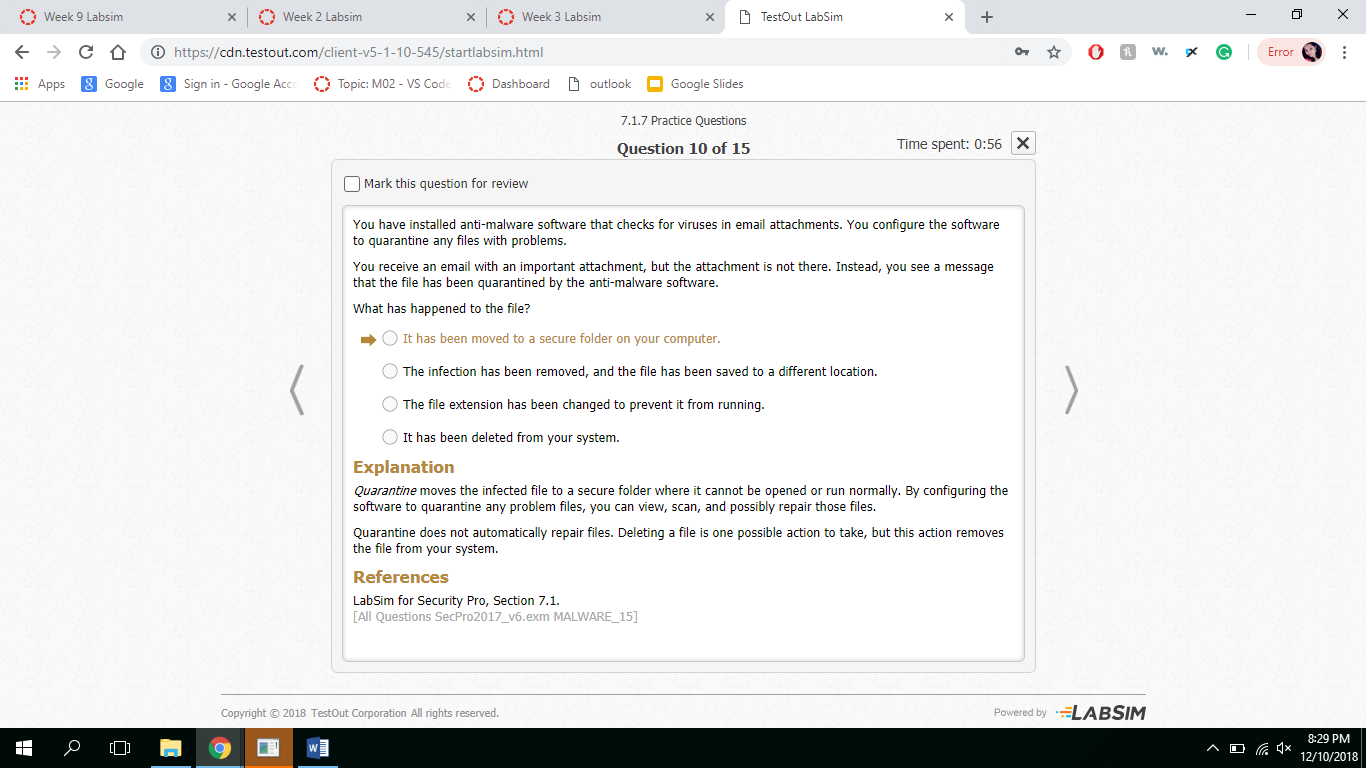 Week 9 Labsim
Week 2 Labsim
Week 3 Labsim
TestOut LabSim
https://cdn.testout.com/client-v5-1-10-545/startlabsim.html
Error
Apps
Google
Sign in - Google Acco
Topic: M02 - VS Code
Dashboard
outlook
Google Slides
7.1.7 Practice Questions
Question 10 of 15
Time spent: 0:56
Mark this question for review
You have installed anti-malware software that checks for viruses in email attachments. You configure the software
to quarantine any files with problems.
You receive an email with an important attachment, but the attachment is not there. Instead, you see a message
that the file has been quarantined by the anti-malware software.
What has happened to the file?
It has been moved to a secure folder on your computer.
The infection has been removed, and the file has been saved to a different location.
The file extension has been changed to prevent it from running.
It has been deleted from your system.
Explanation
Quarantine moves the infected file to a secure folder where it cannot be opened or run normally. By configuring the
software to quarantine any problem files, you can view, scan, and possibly repair those files.
Quarantine does not automatically repair files. Deleting a file is one possible action to take, but this action removes
the file from your system.
References
LabSim for Security Pro, Section 7.1.
[All Questions SecPro2017_v6.exm MALWARE_15]
Copyright © 2018 TestOut Corporation All rights reserved.
Powered by LABSIM
8:29 PM
12/10/2018